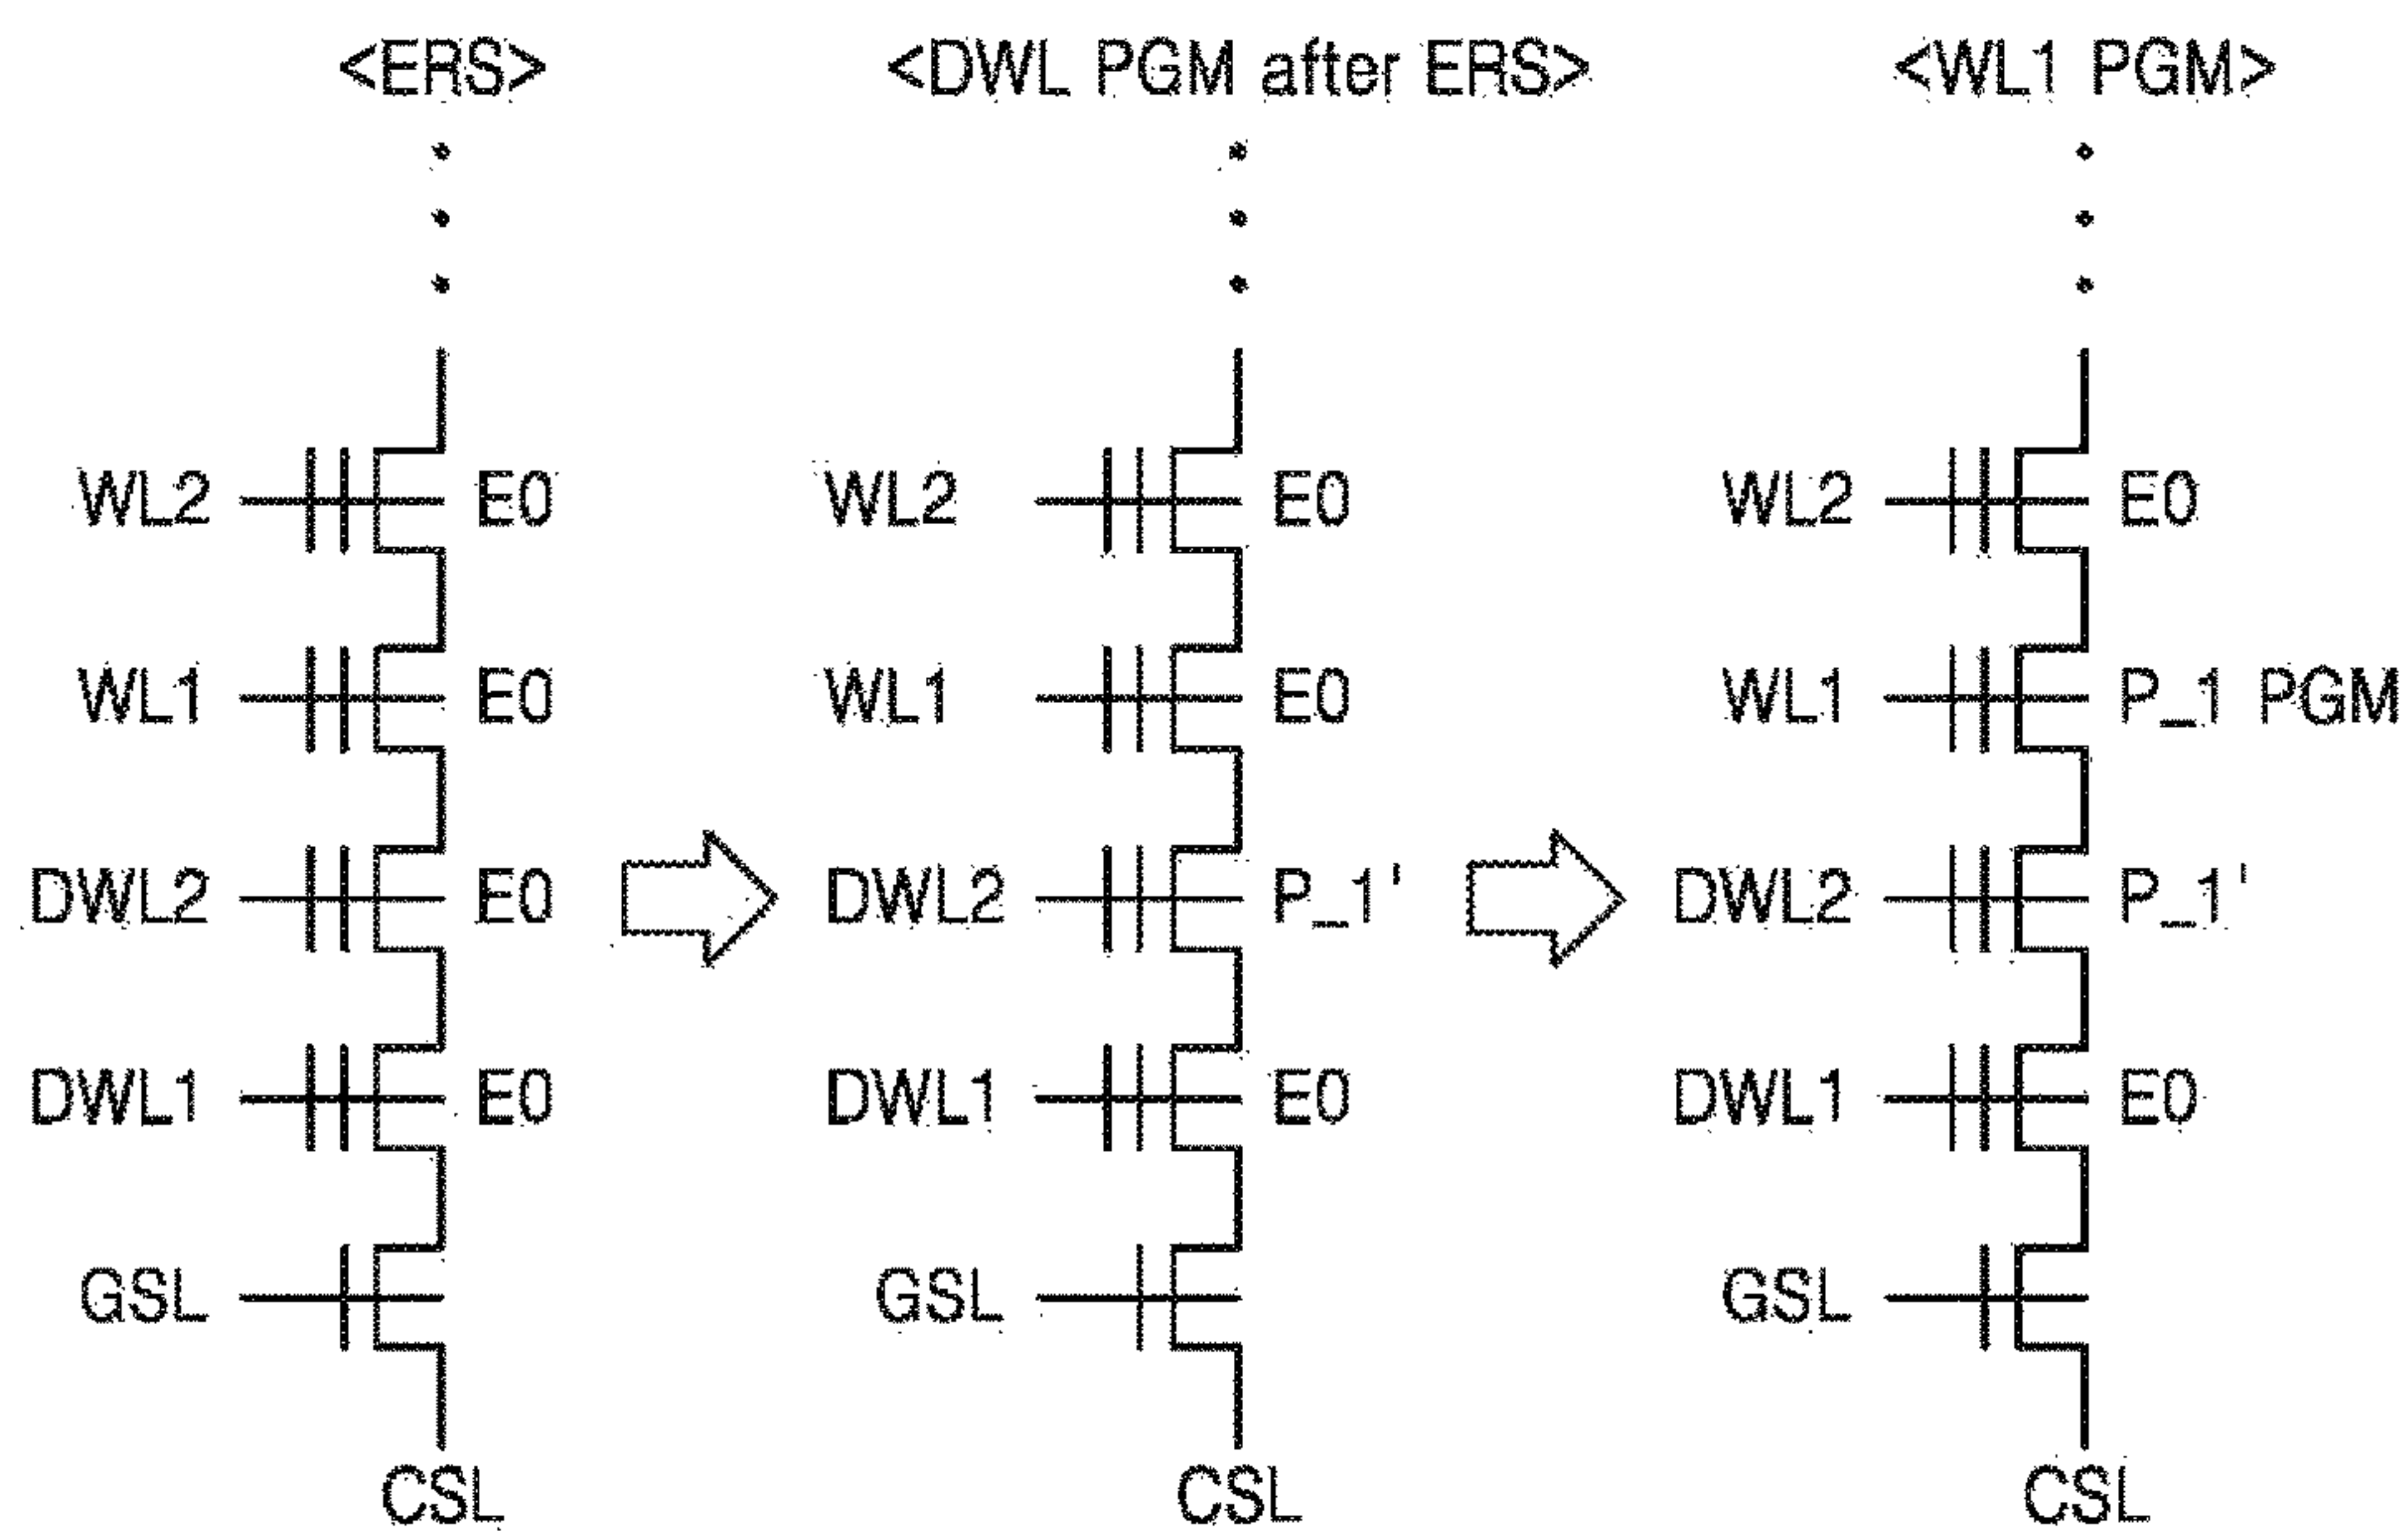 <ERS> <DWL PGM after ERS> <WL1 PGM>
WL2 E0 WL2 E0 WL2 E0
WL1 E0 WL1 E0 WL1 P_1 PGM
DWL2 E0 DWL2 P_1' DWL2 P_1'
DWL1 E0 DWL1 E0 DWL1 E0
GSL GSL GSL
CSL CSL CSL